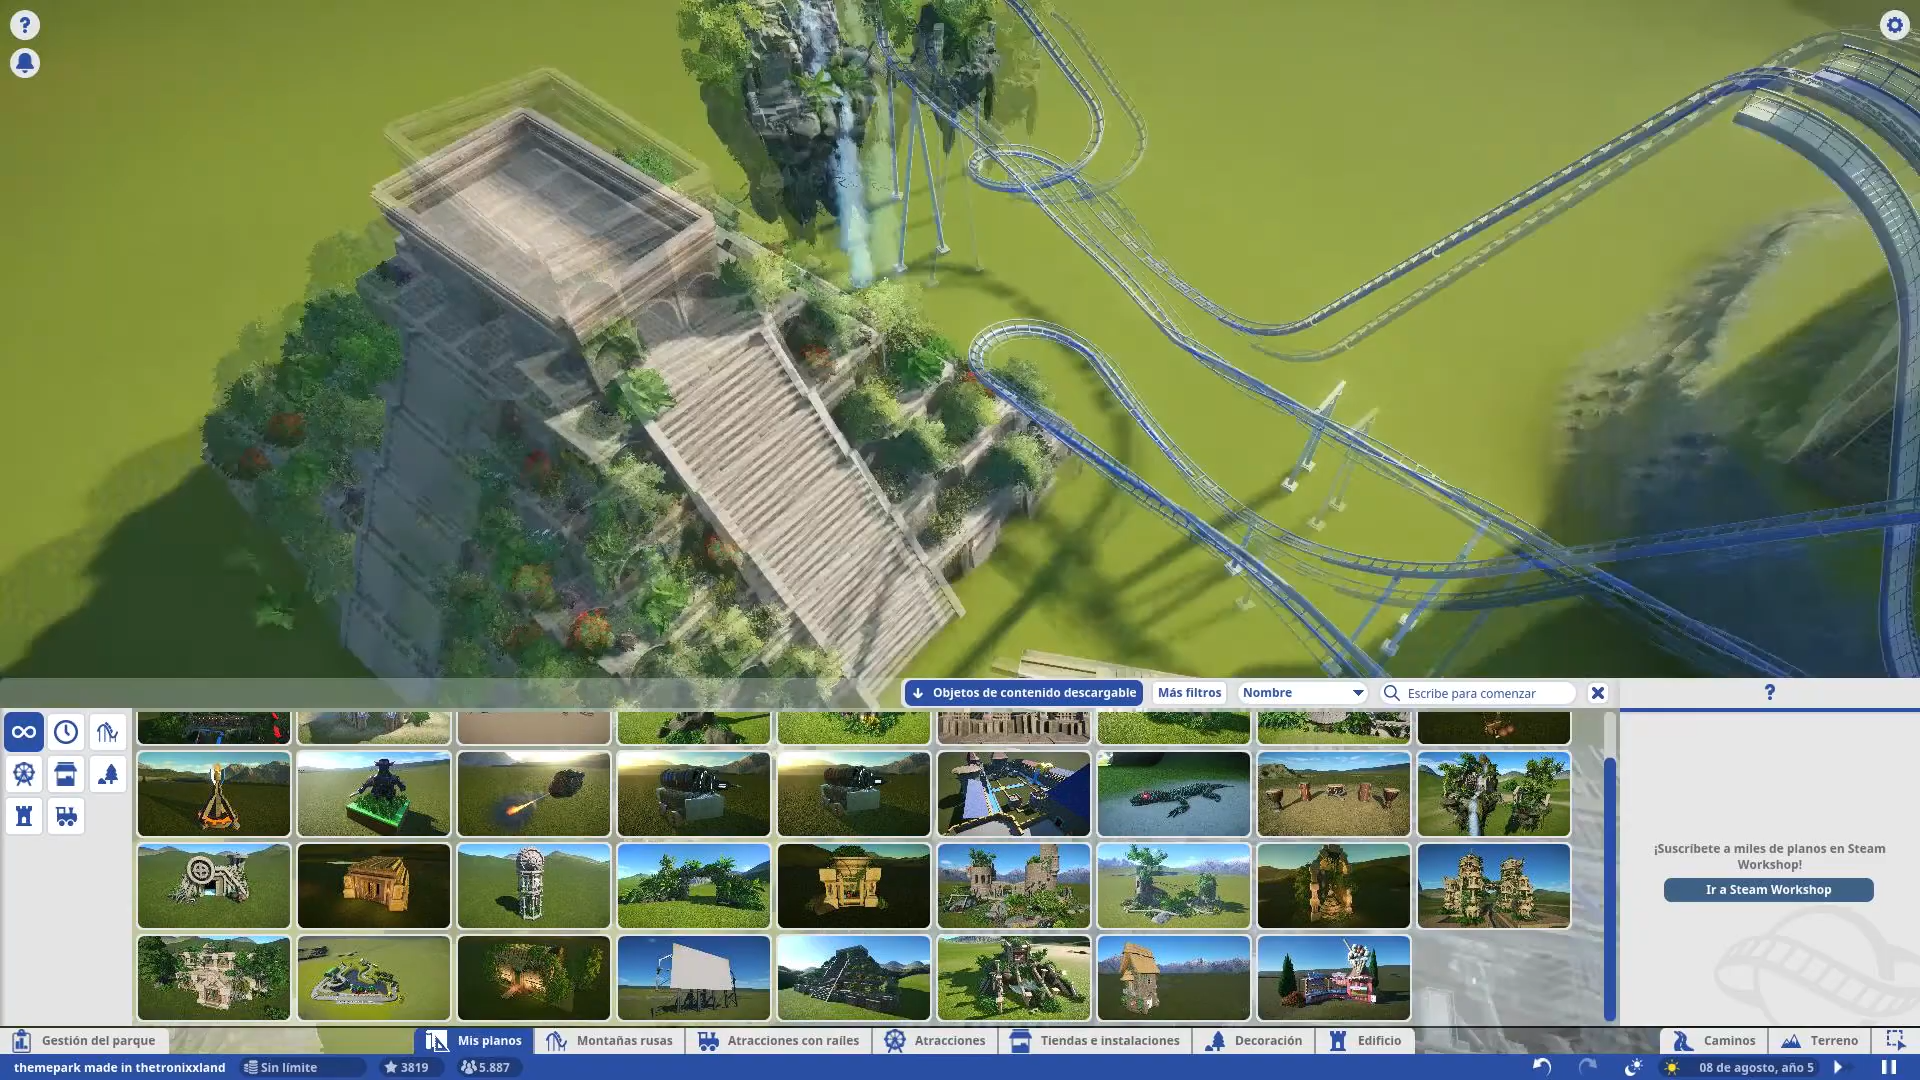 ?
Objetos de contenido descargable
Más filtros
Nombre
Escribe para comenzar
?
¡Suscríbete a miles de planos en Steam
Workshop!
Ir a Steam Workshop
Gestión del parque
Mis planos
Montañas rusas
Atracciones con raíles
Atracciones
Tiendas e instalaciones
Decoración
Edificio
Caminos
Terreno
themepark made in thetronixxland
Sin límite
3819
5.887
08 de agosto, año 5